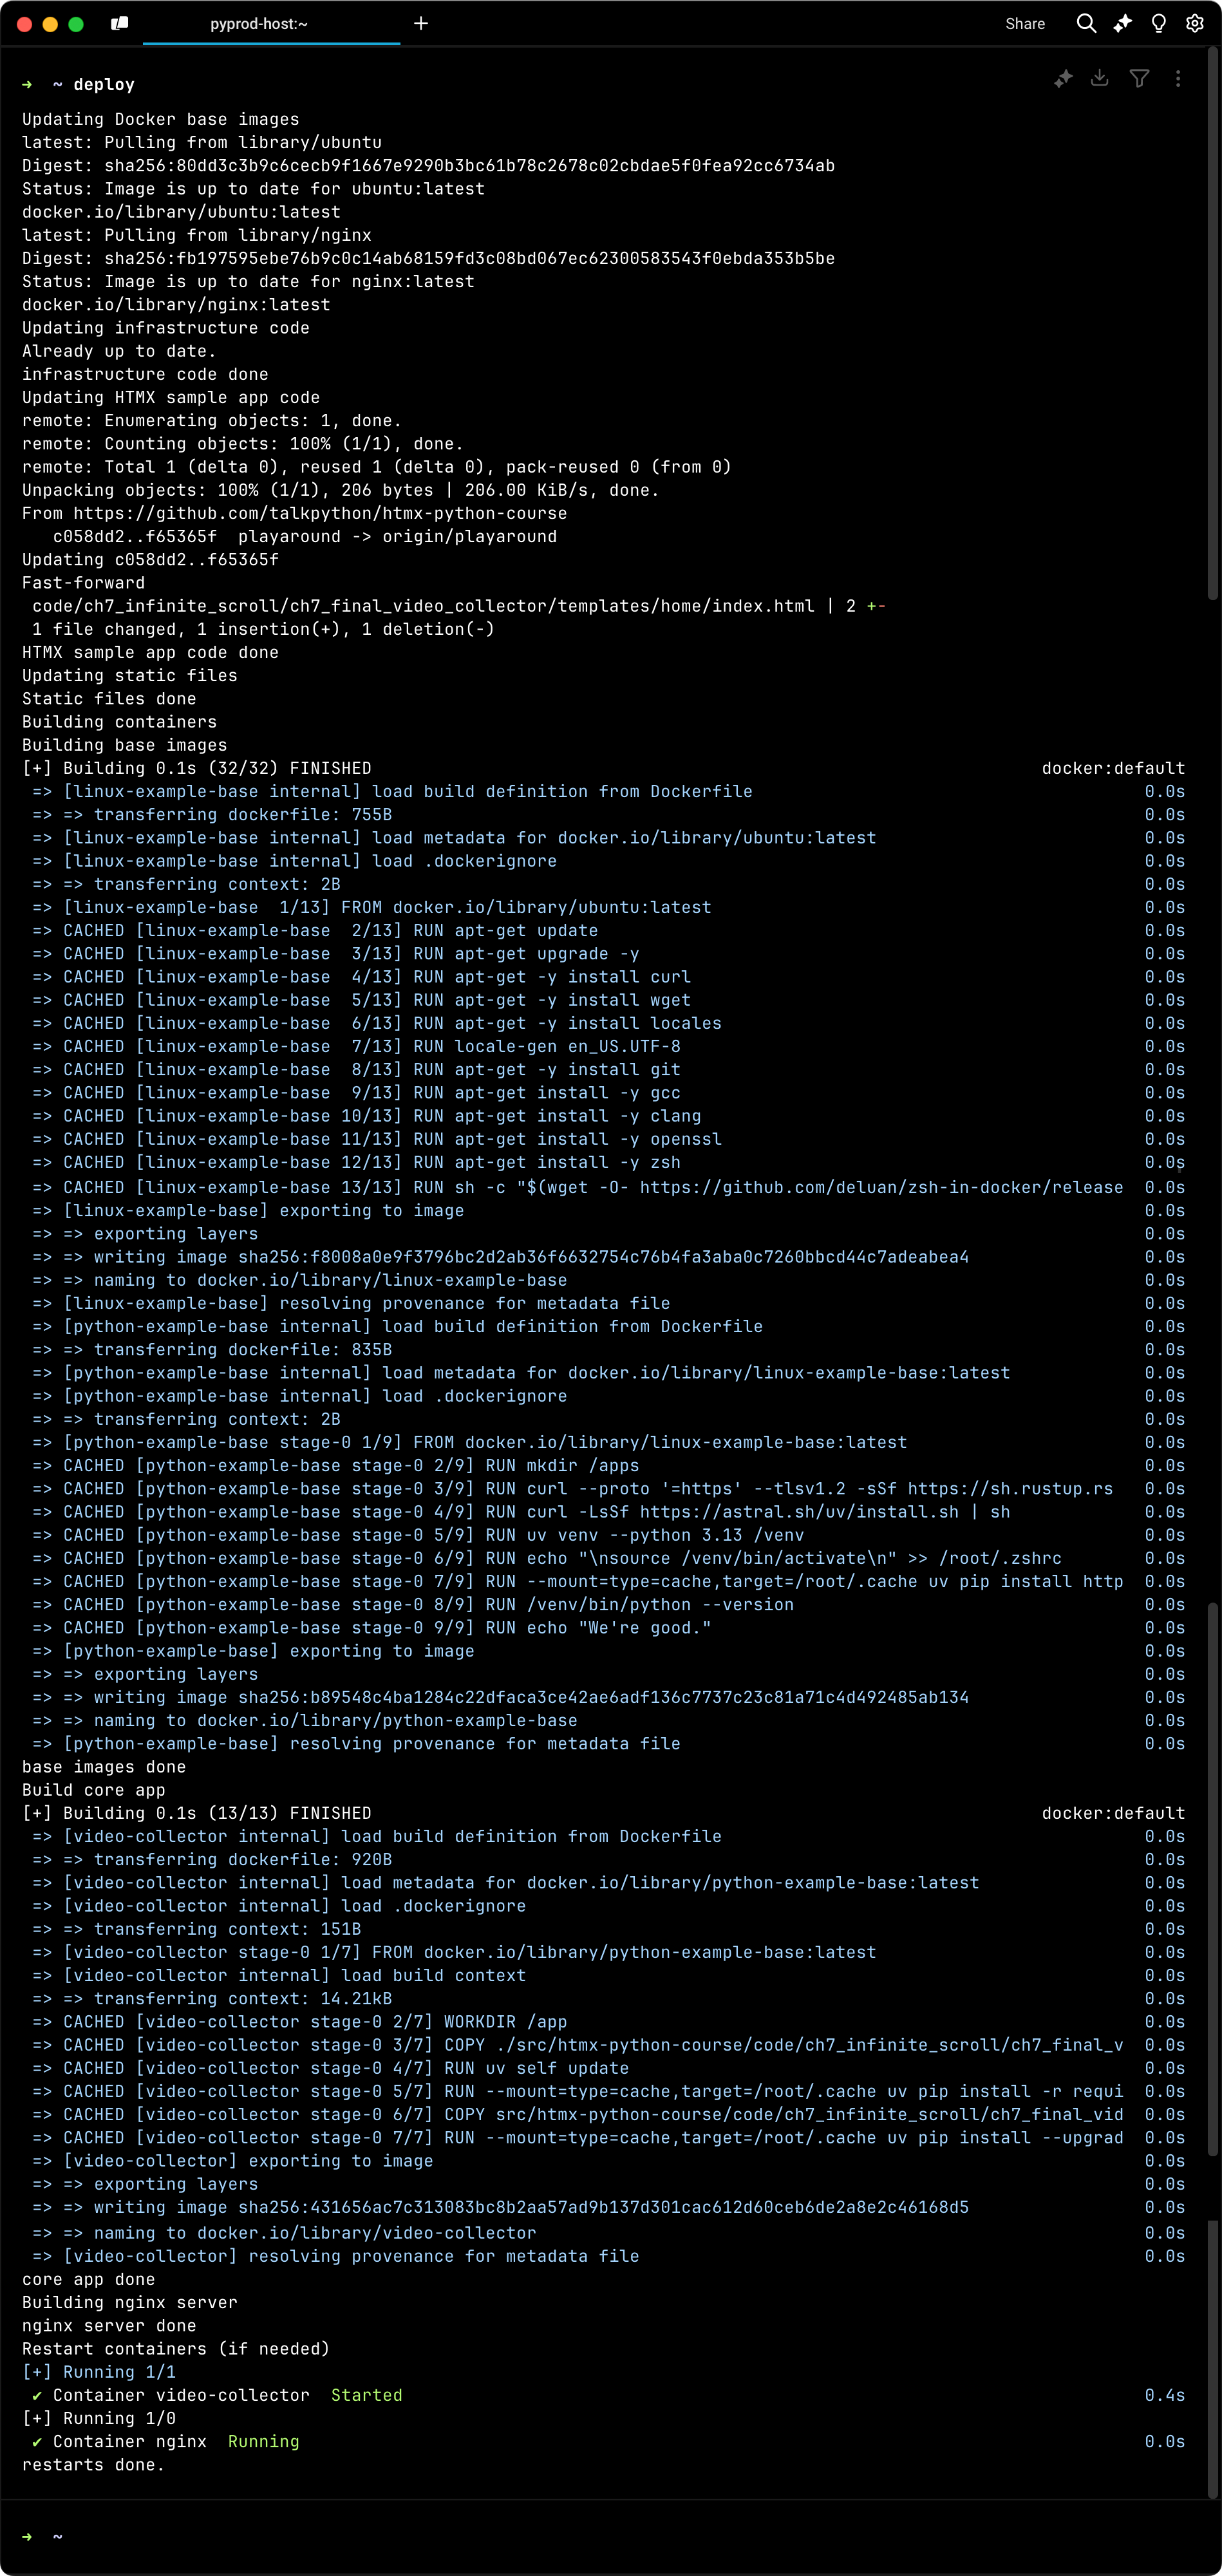 pyprod-host:~
Share
→ ~ deploy
Updating Docker base images
latest: Pulling from library/ubuntu
Digest: sha256:80dd3c3b9c6cecb9f1667e9290b3bc61b78c2678c02cbdae5f0fea92cc6734ab
Status: Image is up to date for ubuntu:latest
docker.io/library/ubuntu:latest
latest: Pulling from library/nginx
Digest: sha256:fb197595ebe76b9c0c14ab68159fd3c08bd067ec62300583543f0ebda353b5be
Status: Image is up to date for nginx:latest
docker.io/library/nginx:latest
Updating infrastructure code
Already up to date.
infrastructure code done
Updating HTMX sample app code
remote: Enumerating objects: 1, done.
remote: Counting objects: 100% (1/1), done.
remote: Total 1 (delta 0), reused 1 (delta 0), pack-reused 0 (from 0)
Unpacking objects: 100% (1/1), 206 bytes | 206.00 KiB/s, done.
From https://github.com/talkpython/htmx-python-course
   c058dd2..f65365f  playaround -> origin/playaround
Updating c058dd2..f65365f
Fast-forward
 code/ch7_infinite_scroll/ch7_final_video_collector/templates/home/index.html | 2 +-
 1 file changed, 1 insertion(+), 1 deletion(-)
HTMX sample app code done
Updating static files
Static files done
Building containers
Building base images
[+] Building 0.1s (32/32) FINISHED docker:default
 => [linux-example-base internal] load build definition from Dockerfile 0.0s
 => => transferring dockerfile: 755B 0.0s
 => [linux-example-base internal] load metadata for docker.io/library/ubuntu:latest 0.0s
 => [linux-example-base internal] load .dockerignore 0.0s
 => => transferring context: 2B 0.0s
 => [linux-example-base  1/13] FROM docker.io/library/ubuntu:latest 0.0s
 => CACHED [linux-example-base  2/13] RUN apt-get update 0.0s
 => CACHED [linux-example-base  3/13] RUN apt-get upgrade -y 0.0s
 => CACHED [linux-example-base  4/13] RUN apt-get -y install curl 0.0s
 => CACHED [linux-example-base  5/13] RUN apt-get -y install wget 0.0s
 => CACHED [linux-example-base  6/13] RUN apt-get -y install locales 0.0s
 => CACHED [linux-example-base  7/13] RUN locale-gen en_US.UTF-8 0.0s
 => CACHED [linux-example-base  8/13] RUN apt-get -y install git 0.0s
 => CACHED [linux-example-base  9/13] RUN apt-get install -y gcc 0.0s
 => CACHED [linux-example-base 10/13] RUN apt-get install -y clang 0.0s
 => CACHED [linux-example-base 11/13] RUN apt-get install -y openssl 0.0s
 => CACHED [linux-example-base 12/13] RUN apt-get install -y zsh 0.0s
 => CACHED [linux-example-base 13/13] RUN sh -c "$(wget -O- https://github.com/deluan/zsh-in-docker/release 0.0s
 => [linux-example-base] exporting to image 0.0s
 => => exporting layers 0.0s
 => => writing image sha256:f8008a0e9f3796bc2d2ab36f6632754c76b4fa3aba0c7260bbcd44c7adeabea4 0.0s
 => => naming to docker.io/library/linux-example-base 0.0s
 => [linux-example-base] resolving provenance for metadata file 0.0s
 => [python-example-base internal] load build definition from Dockerfile 0.0s
 => => transferring dockerfile: 835B 0.0s
 => [python-example-base internal] load metadata for docker.io/library/linux-example-base:latest 0.0s
 => [python-example-base internal] load .dockerignore 0.0s
 => => transferring context: 2B 0.0s
 => [python-example-base stage-0 1/9] FROM docker.io/library/linux-example-base:latest 0.0s
 => CACHED [python-example-base stage-0 2/9] RUN mkdir /apps 0.0s
 => CACHED [python-example-base stage-0 3/9] RUN curl --proto '=https' --tlsv1.2 -sSf https://sh.rustup.rs 0.0s
 => CACHED [python-example-base stage-0 4/9] RUN curl -LsSf https://astral.sh/uv/install.sh | sh 0.0s
 => CACHED [python-example-base stage-0 5/9] RUN uv venv --python 3.13 /venv 0.0s
 => CACHED [python-example-base stage-0 6/9] RUN echo "\nsource /venv/bin/activate\n" >> /root/.zshrc 0.0s
 => CACHED [python-example-base stage-0 7/9] RUN --mount=type=cache,target=/root/.cache uv pip install http 0.0s
 => CACHED [python-example-base stage-0 8/9] RUN /venv/bin/python --version 0.0s
 => CACHED [python-example-base stage-0 9/9] RUN echo "We're good." 0.0s
 => [python-example-base] exporting to image 0.0s
 => => exporting layers 0.0s
 => => writing image sha256:b89548c4ba1284c22dfaca3ce42ae6adf136c7737c23c81a71c4d492485ab134 0.0s
 => => naming to docker.io/library/python-example-base 0.0s
 => [python-example-base] resolving provenance for metadata file 0.0s
base images done
Build core app
[+] Building 0.1s (13/13) FINISHED docker:default
 => [video-collector internal] load build definition from Dockerfile 0.0s
 => => transferring dockerfile: 920B 0.0s
 => [video-collector internal] load metadata for docker.io/library/python-example-base:latest 0.0s
 => [video-collector internal] load .dockerignore 0.0s
 => => transferring context: 151B 0.0s
 => [video-collector stage-0 1/7] FROM docker.io/library/python-example-base:latest 0.0s
 => [video-collector internal] load build context 0.0s
 => => transferring context: 14.21kB 0.0s
 => CACHED [video-collector stage-0 2/7] WORKDIR /app 0.0s
 => CACHED [video-collector stage-0 3/7] COPY ./src/htmx-python-course/code/ch7_infinite_scroll/ch7_final_v 0.0s
 => CACHED [video-collector stage-0 4/7] RUN uv self update 0.0s
 => CACHED [video-collector stage-0 5/7] RUN --mount=type=cache,target=/root/.cache uv pip install -r requi 0.0s
 => CACHED [video-collector stage-0 6/7] COPY src/htmx-python-course/code/ch7_infinite_scroll/ch7_final_vid 0.0s
 => CACHED [video-collector stage-0 7/7] RUN --mount=type=cache,target=/root/.cache uv pip install --upgrad 0.0s
 => [video-collector] exporting to image 0.0s
 => => exporting layers 0.0s
 => => writing image sha256:431656ac7c313083bc8b2aa57ad9b137d301cac612d60ceb6de2a8e2c46168d5 0.0s
 => => naming to docker.io/library/video-collector 0.0s
 => [video-collector] resolving provenance for metadata file 0.0s
core app done
Building nginx server
nginx server done
Restart containers (if needed)
[+] Running 1/1
 ✔ Container video-collector  Started 0.4s
[+] Running 1/0
 ✔ Container nginx  Running 0.0s
restarts done.
→ ~